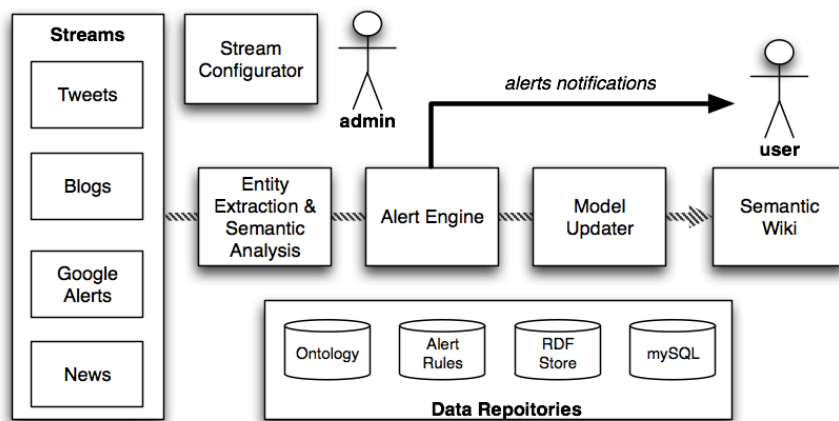 Streams
Tweets
Blogs
Google
Alerts
News
Stream
Configurator
admin
alerts notifications
user
Entity
Extraction &
Semantic
Analysis
Alert Engine
Model
Updater
Semantic
Wiki
Ontology
Alert
Rules
RDF
Store
mySQL
Data Repoitories